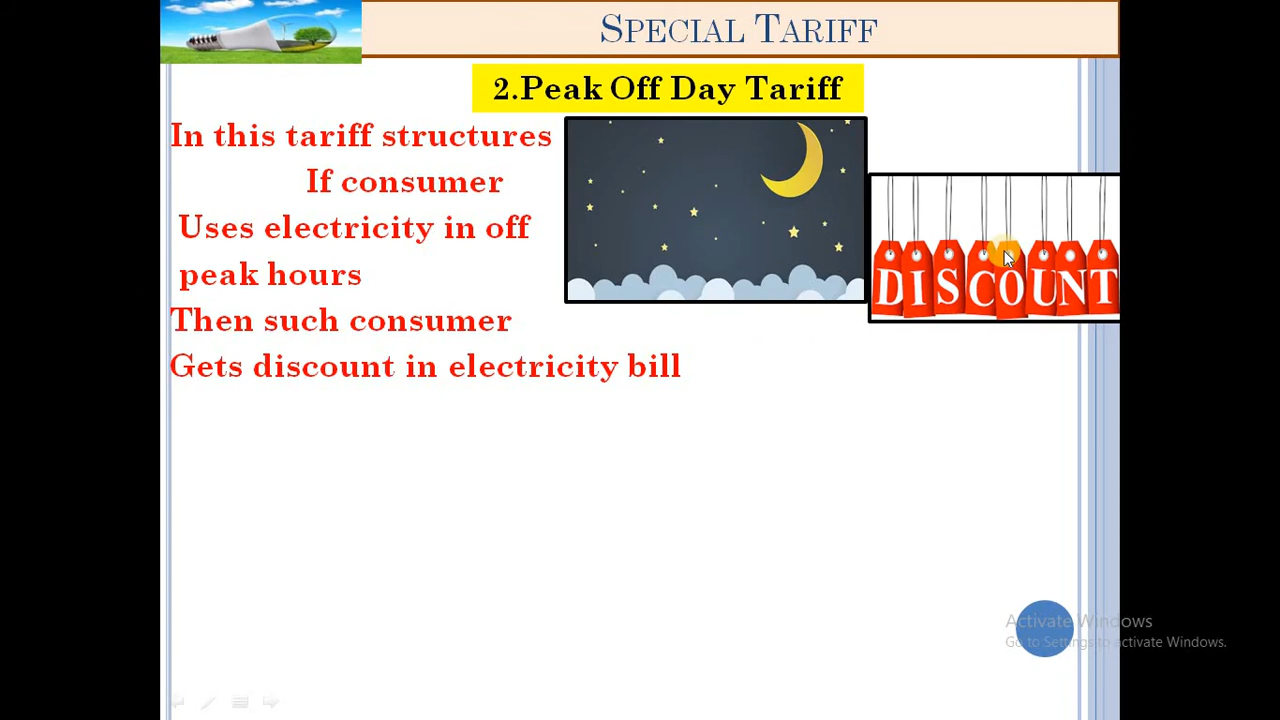 SPECIAL TARIFF
2.Peak Off Day Tariff
In this tariff structures
If consumer
Uses electricity in off
peak hours
Then such consumer
Gets discount in electricity bill
DISCOUNT
Activate Windows
Go to Settings to activate Windows.